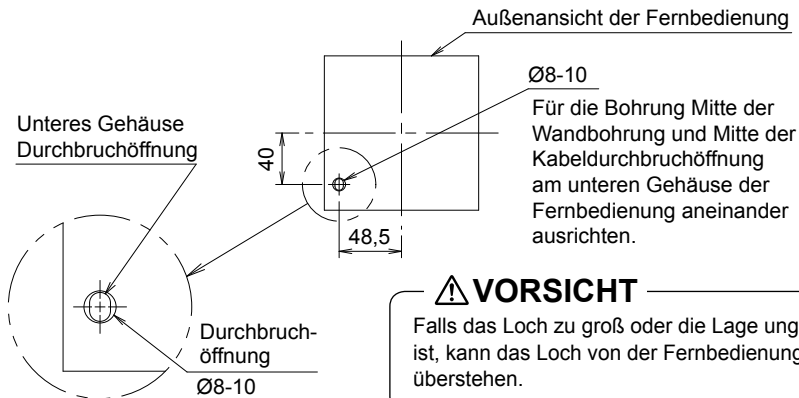 Außenansicht der Fernbedienung
Ø8-10
Für die Bohrung Mitte der
Wandbohrung und Mitte der
Kabeldurchbruchöffnung
am unteren Gehäuse der
Fernbedienung aneinander
ausrichten.
Unteres Gehäuse
Durchbruchöffnung
40
48,5
Durchbruch-
öffnung
Ø8-10
VORSICHT
Falls das Loch zu groß oder die Lage ung
ist, kann das Loch von der Fernbedienung
überstehen.